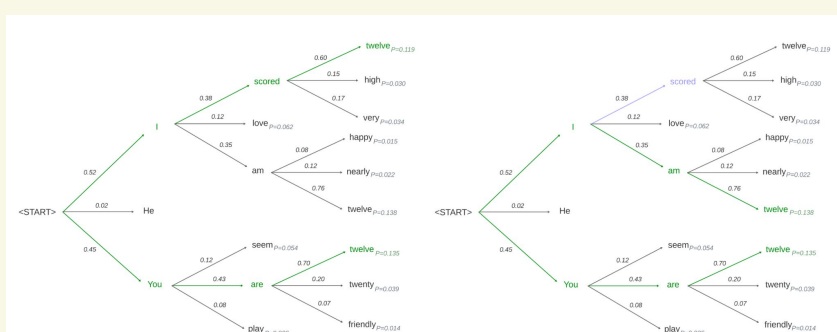 twelve P=0.119
0.60
0.15
scored
high P=0.030
0.38
0.17
0.12
very P=0.034
I
love P=0.062
happy P=0.015
0.35
0.08
0.52
am
0.12
nearly P=0.022
0.76
<START>
0.02
He
twelve P=0.138
0.45
seem P=0.054
twelve P=0.135
0.12
0.70
You
0.43
are
0.20
twenty P=0.039
0.08
0.07
friendly P=0.014
play
twelve P=0.119
0.60
0.15
scored
high P=0.030
0.38
0.17
0.12
very P=0.034
I
love P=0.062
happy P=0.015
0.35
0.08
0.52
am
0.12
nearly P=0.022
0.76
<START>
0.02
He
twelve P=0.138
0.45
seem P=0.054
twelve P=0.135
0.12
0.70
You
0.43
are
0.20
twenty P=0.039
0.08
0.07
friendly P=0.014
play